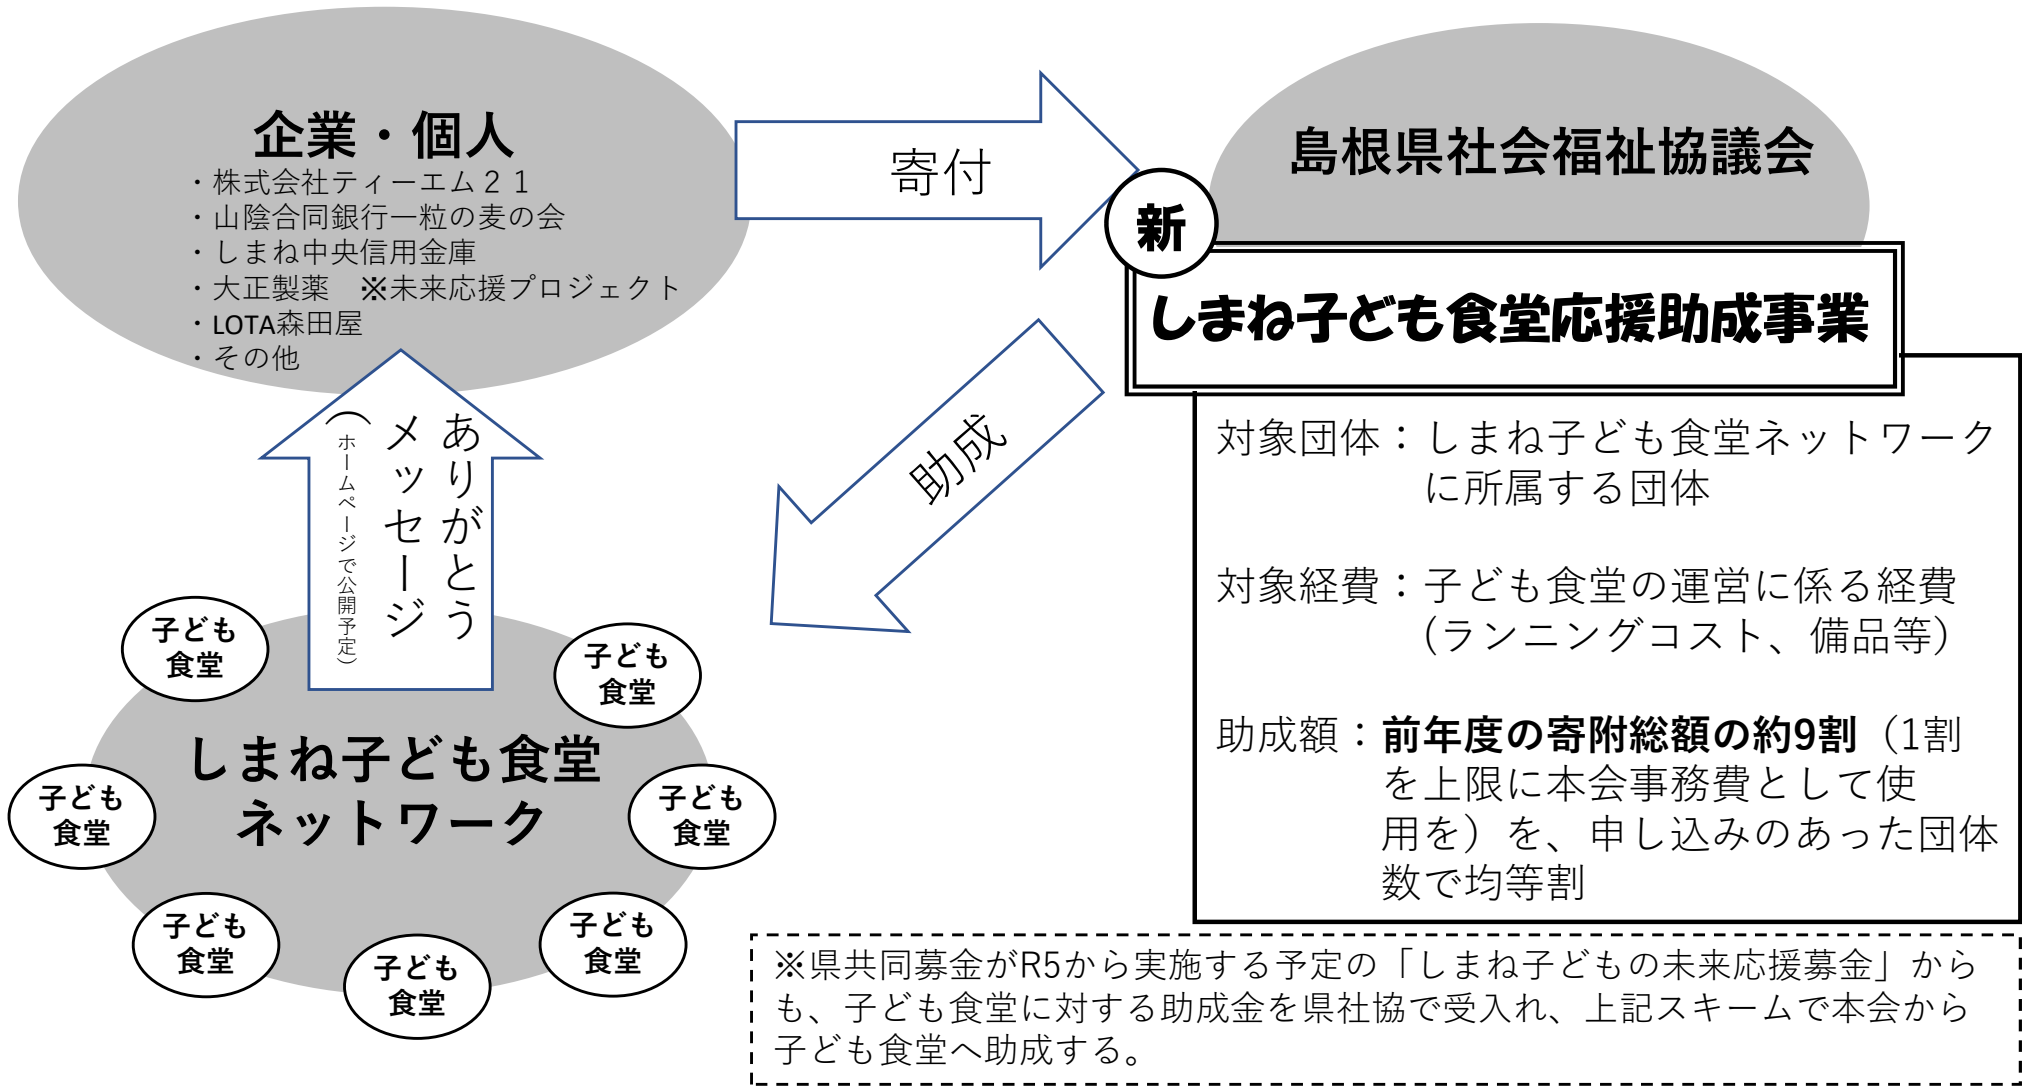 企業・個人
・株式会社ティーエム２１
・山陰合同銀行一粒の麦の会
・しまね中央信用金庫
・大正製薬　※未来応援プロジェクト
・LOTA森田屋
・その他
寄付
島根県社会福祉協議会
新
しまね子ども食堂応援助成事業
対象団体：しまね子ども食堂ネットワーク
に所属する団体
対象経費：子ども食堂の運営に係る経費
(ランニングコスト、備品等)
助成額：前年度の寄附総額の約9割（1割
を上限に本会事務費として使
用を）を、申し込みのあった団体
数で均等割
助成
ありがとう
メッセージ
（ホームページで公開予定）
子ども
食堂
子ども
食堂
しまね子ども食堂
ネットワーク
子ども
食堂
子ども
食堂
子ども
食堂
子ども
食堂
子ども
食堂
※県共同募金がR5から実施する予定の「しまね子どもの未来応援募金」から
も、子ども食堂に対する助成金を県社協で受入れ、上記スキームで本会から
子ども食堂へ助成する。